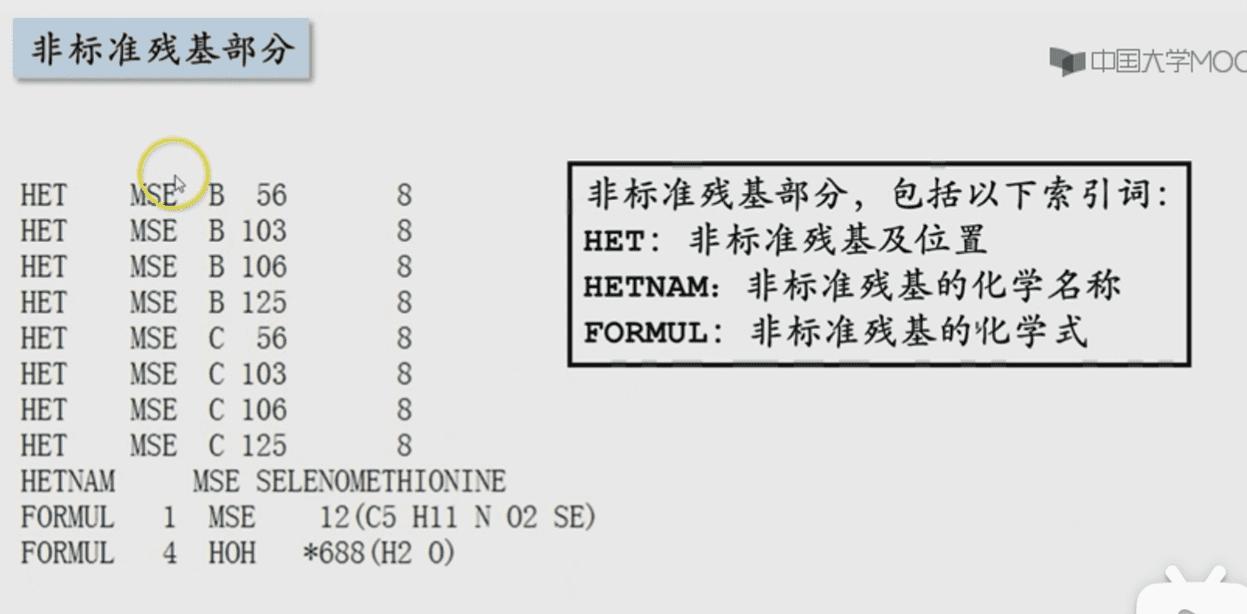 非标准残基部分
中国大学MOO
HET MSE B 56 8
HET MSE B 103 8
HET MSE B 106 8
HET MSE B 125 8
HET MSE C 56 8
HET MSE C 103 8
HET MSE C 106 8
HET MSE C 125 8
HETNAM MSE SELENOMETHIONINE
FORMUL 1 MSE 12(C5 H11 N O2 SE)
FORMUL 4 HOH *688(H2 O)
非标准残基部分，包括以下索引词：
HET：非标准残基及位置
HETNAM：非标准残基的化学名称
FORMUL：非标准残基的化学式